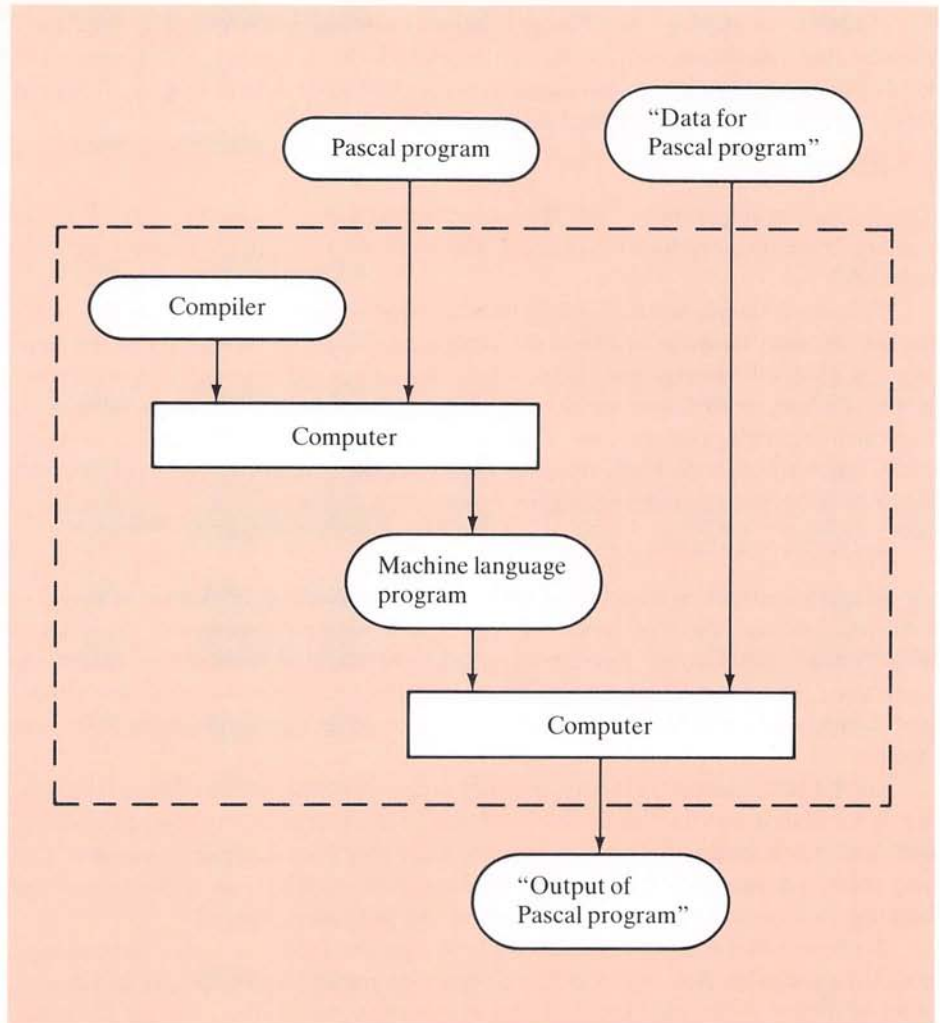 Pascal program
“Data for
Pascal program”
Compiler
Computer
Machine language
program
Computer
“Output of
Pascal program”